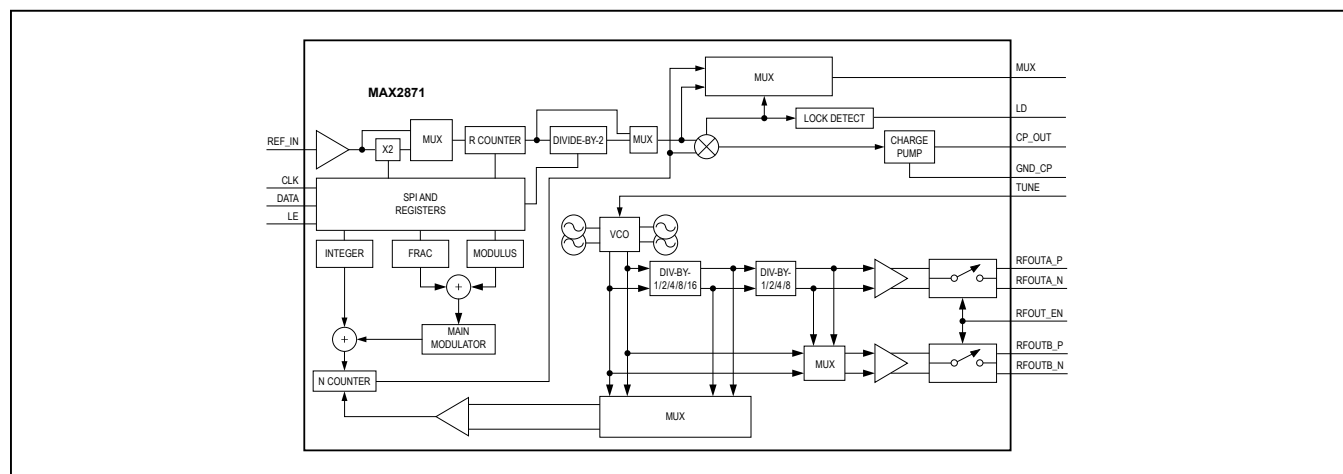 MAX2871
REF_IN
CLK
DATA
LE
X2
MUX
R COUNTER
DIVIDE-BY-2
MUX
MUX
LOCK DETECT
CHARGE
PUMP
MUX
LD
CP_OUT
GND_CP
TUNE
SPI AND
REGISTERS
INTEGER
FRAC
MODULUS
+
MAIN
MODULATOR
+
N COUNTER
VCO
DIV-BY-
1/2/4/8/16
DIV-BY-
1/2/4/8
MUX
MUX
RFOUTA_P
RFOUTA_N
RFOUT_EN
RFOUTB_P
RFOUTB_N